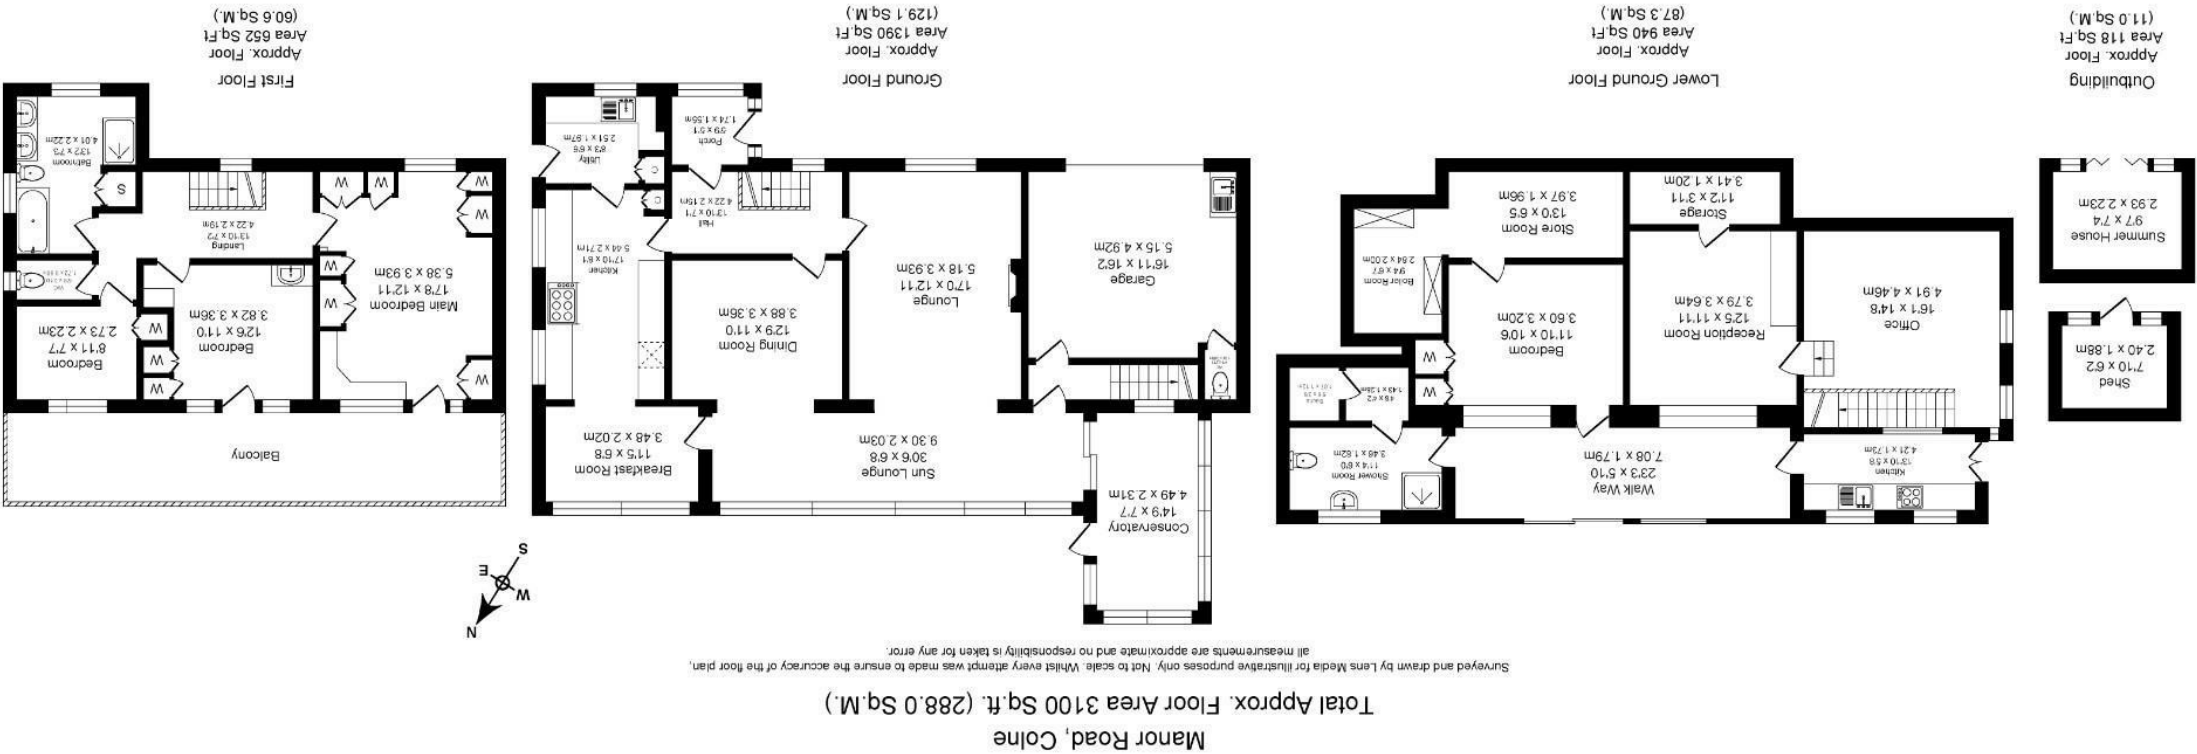 Manor Road, Colne
Total Approx. Floor Area 3100 Sq.ft. (288.0 Sq.M.)
Surveyed and drawn by Lens Media for illustrative purposes only. Not to scale. Whilst every attempt was made to ensure the accuracy of the floor plan,
all measurements are approximate and no responsibility is taken for any error.
N
W
E
S
Shed
7'10 x 6'2
2.40 x 1.88m
Summer House
9'7 x 7'4
2.93 x 2.23m
Outbuilding
Approx. Floor
Area 118 Sq.Ft
(11.0 Sq.M.)
Kitchen
13'10 x 5'8
4.21 x 1.73m
Walk Way
23'3 x 5'10
7.08 x 1.79m
Shower Room
11'4 x 6'0
3.46 x 1.82m
Sauna
1.07 x 1.12m
4'8 x 4'2
1.43 x 1.28m
W
W
Office
16'1 x 14'8
4.91 x 4.46m
Reception Room
12'5 x 11'11
3.79 x 3.64m
Bedroom
11'10 x 10'6
3.60 x 3.20m
Boiler Room
9'4 x 6'7
2.84 x 2.00m
Storage
11'2 x 3'11
3.41 x 1.20m
Store Room
13'0 x 6'5
3.97 x 1.96m
Lower Ground Floor
Approx. Floor
Area 940 Sq.Ft
(87.3 Sq.M.)
Conservatory
14'9 x 7'7
4.49 x 2.31m
Sun Lounge
30'6 x 6'8
9.30 x 2.03m
Breakfast Room
11'5 x 6'8
3.48 x 2.02m
WC
Garage
16'11 x 16'2
5.15 x 4.92m
Lounge
17'0 x 12'11
5.18 x 3.93m
Dining Room
12'9 x 11'0
3.88 x 3.36m
Kitchen
17'10 x 8'11
5.44 x 2.71m
Hall
13'10 x 7'1
4.22 x 2.15m
C
C
Porch
5'9 x 5'1
1.74 x 1.55m
Utility
8'3 x 6'6
2.51 x 1.97m
Ground Floor
Approx. Floor
Area 1390 Sq.Ft
(129.1 Sq.M.)
Balcony
W
W
W
W
Main Bedroom
17'8 x 12'11
5.38 x 3.93m
W
W
W
W
W
W
Bedroom
12'6 x 11'0
3.82 x 3.36m
Bedroom
8'11 x 7'7
2.73 x 2.23m
WC
Landing
13'10 x 7'2
4.22 x 2.19m
S
Bathroom
13'2 x 7'3
4.01 x 2.22m
First Floor
Approx. Floor
Area 652 Sq.Ft
(60.6 Sq.M.)